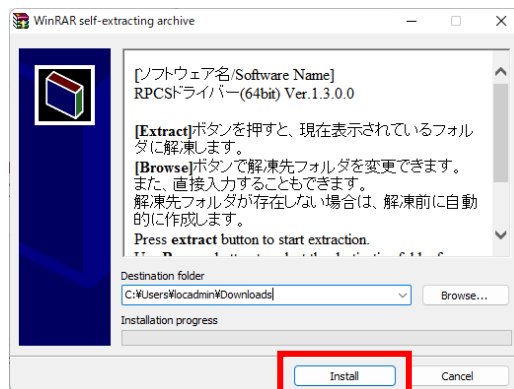 WinRAR self-extracting archive
[ソフトウェア名/Software Name]
RPCSドライバー(64bit) Ver.1.3.0.0
[Extract]ボタンを押すと、現在表示されているフォル
ダに解凍します。
[Browse]ボタンで解凍先フォルダを変更できます。
また、直接入力することもできます。
解凍先フォルダが存在しない場合は、解凍前に自動
的に作成します。
Press extract button to start extraction.
Destination folder
C:¥Users¥locadmin¥Downloads
Browse...
Installation progress
Install
Cancel